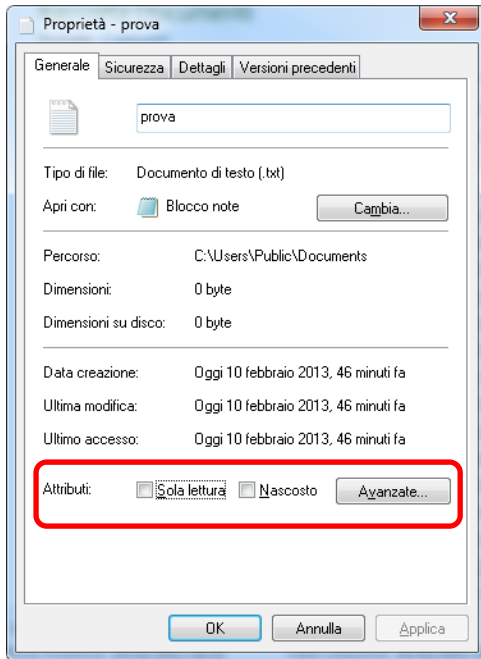 Proprietà - prova
Generale Sicurezza Dettagli Versioni precedenti
prova
Tipo di file: Documento di testo (.txt)
Apri con: Blocco note Cambia...
Percorso: C:\Users\Public\Documents
Dimensioni: 0 byte
Dimensioni su disco: 0 byte
Data creazione: Oggi 10 febbraio 2013, 46 minuti fa
Ultima modifica: Oggi 10 febbraio 2013, 46 minuti fa
Ultimo accesso: Oggi 10 febbraio 2013, 46 minuti fa
Attributi: Sola lettura Nascosto Avanzate...
OK Annulla Applica